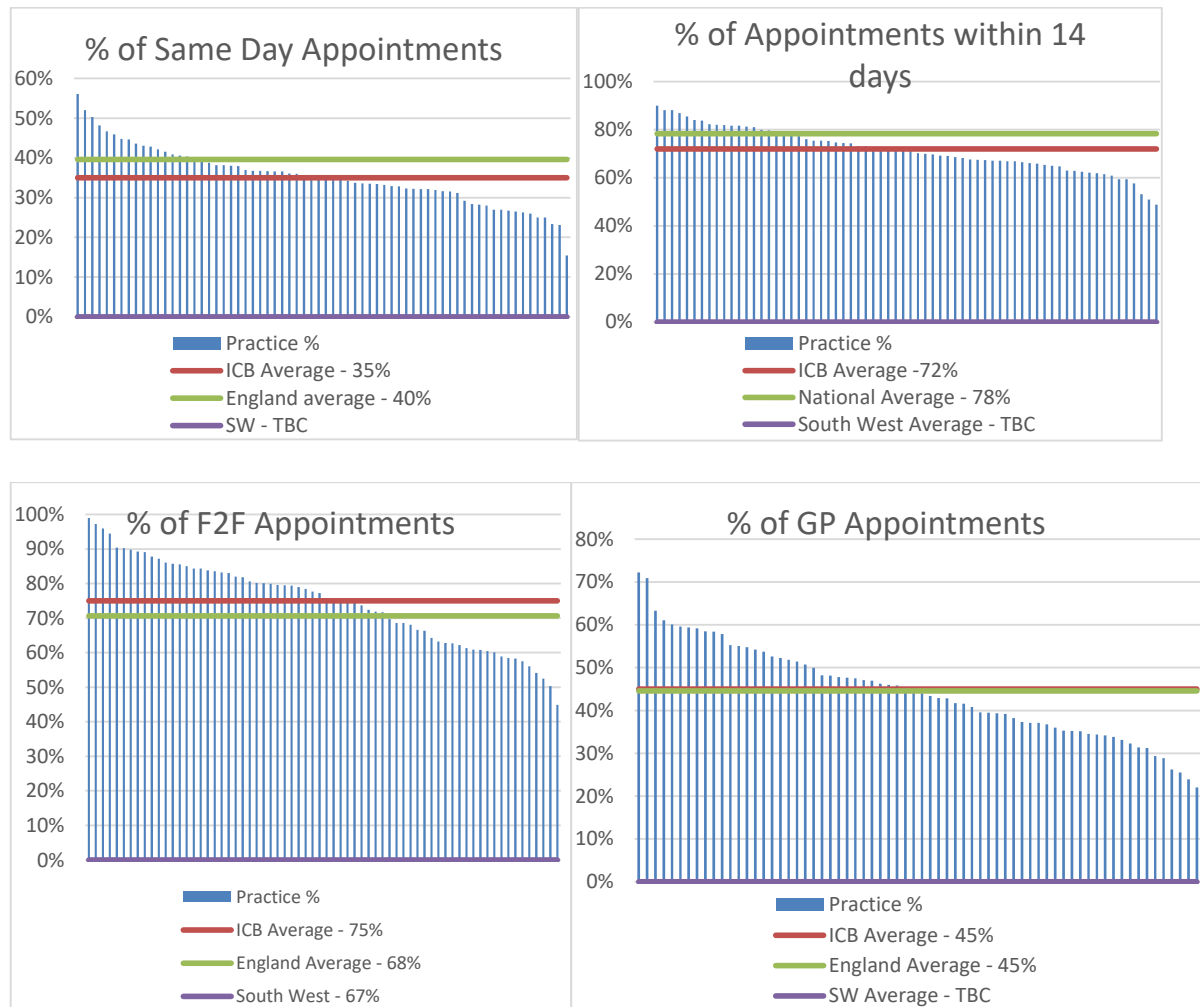 % of Same Day Appointments
60%
50%
40%
30%
20%
10%
0%
Practice %
ICB Average - 35%
England average - 40%
SW - TBC
% of Appointments within 14
days
100%
80%
60%
40%
20%
0%
Practice %
ICB Average -72%
National Average - 78%
South West Average - TBC
% of F2F Appointments
100%
90%
80%
70%
60%
50%
40%
30%
20%
10%
0%
Practice %
ICB Average - 75%
England Average - 68%
South West - 67%
% of GP Appointments
80%
70%
60%
50%
40%
30%
20%
10%
0%
Practice %
ICB Average - 45%
England Average - 45%
SW Average - TBC